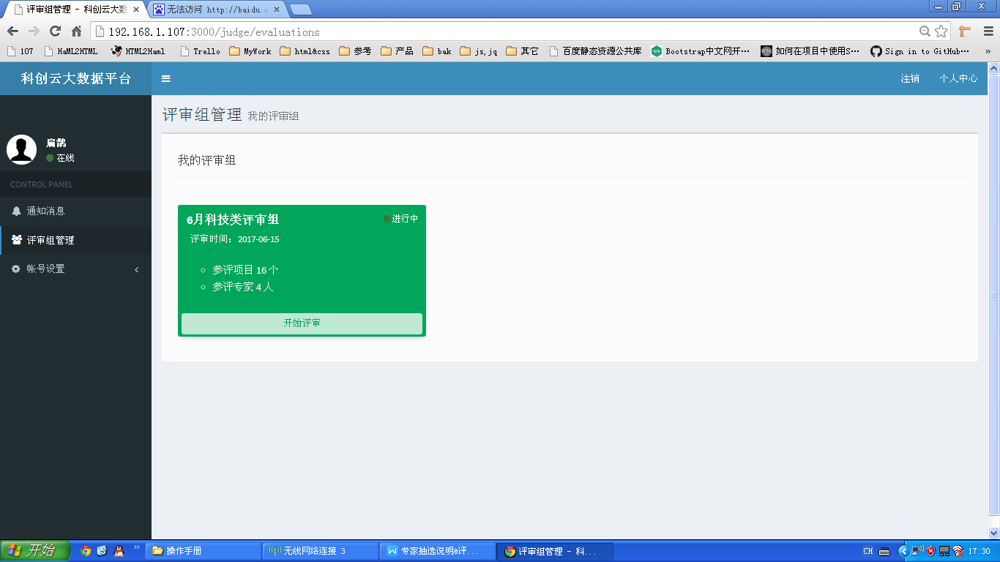 评审组管理 - 科创云大数
无法访问 http://baidu.c
192.168.1.107:3000/judge/evaluations
107 HaML2HTML HTML2Haml Trello MyWork html&css 参考 产品 bak js,jq 其它 百度静态资源公共库 Bootstrap中文网开… 如何在项目中使用S… Sign in to GitHub… »
科创云大数据平台
注销 个人中心
评审组管理 我的评审组
扁鹊
在线
CONTROL PANEL
通知消息
评审组管理
帐号设置
我的评审组
6月科技类评审组 进行中
评审时间：2017-06-15
参评项目 16 个
参评专家 4 人
开始评审
开始 » 操作手册 无线网络连接 3 专家抽选说明&评... 评审组管理 - 科... CH 17:30